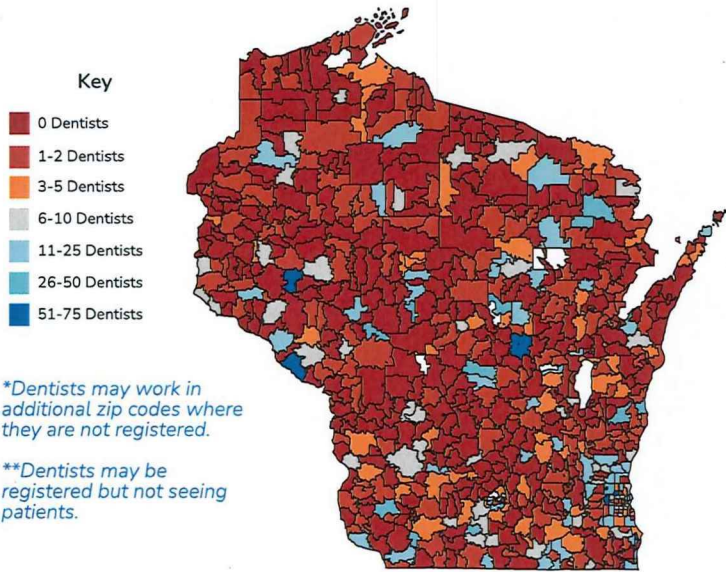 Key
0 Dentists
1-2 Dentists
3-5 Dentists
6-10 Dentists
11-25 Dentists
26-50 Dentists
51-75 Dentists
*Dentists may work in
additional zip codes where
they are not registered.
**Dentists may be
registered but not seeing
patients.